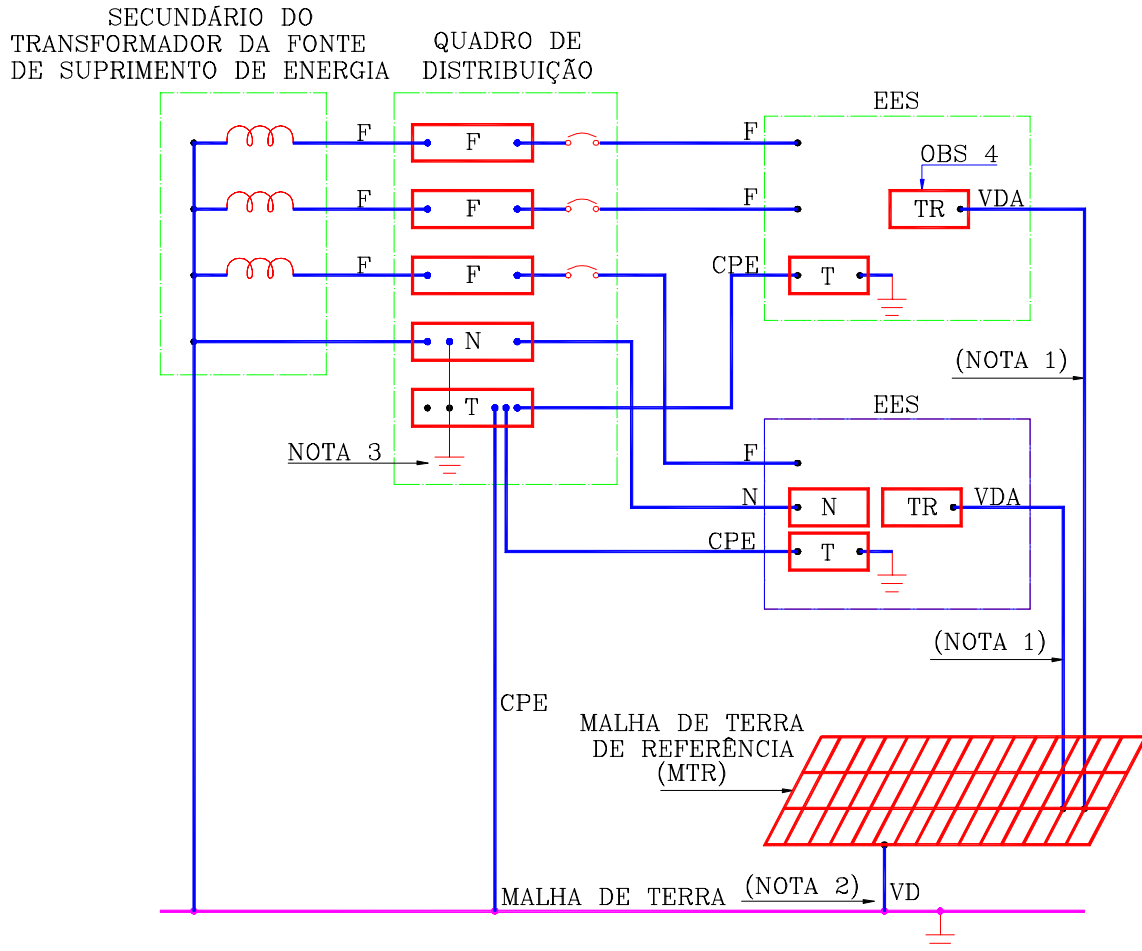 SECUNDÁRIO DO
TRANSFORMADOR DA FONTE
DE SUPRIMENTO DE ENERGIA
QUADRO DE
DISTRIBUIÇÃO
EES
F
F
F
OBS 4
TR
VDA
F
F
F
F
F
CPE
T
N
(NOTA 1)
T
EES
NOTA 3
F
N
N
TR
VDA
CPE
T
(NOTA 1)
CPE
MALHA DE TERRA
DE REFERÊNCIA
(MTR)
MALHA DE TERRA
(NOTA 2)
VD